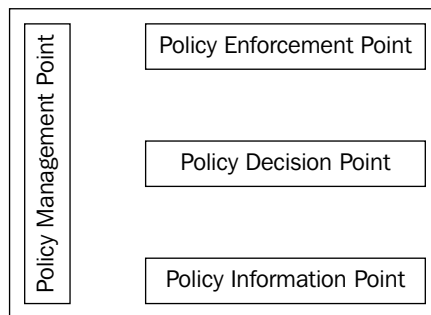 Policy Management Point
Policy Enforcement Point
Policy Decision Point
Policy Information Point